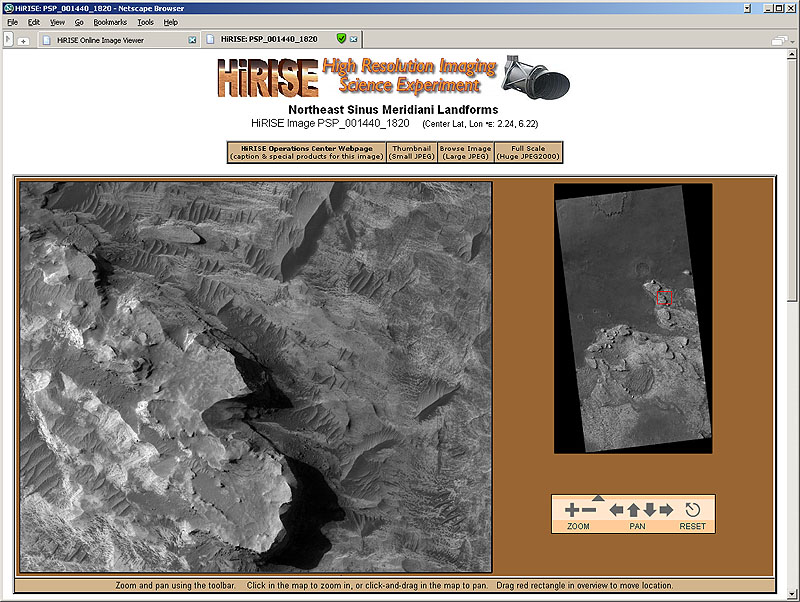 HiRISE: PSP_001440_1820 - Netscape Browser
File Edit View Go Bookmarks Tools Help
HiRISE Online Image Viewer
HiRISE: PSP_001440_1820
HiRISE High Resolution Imaging
Science Experiment
Northeast Sinus Meridiani Landforms
HiRISE Image PSP_001440_1820 (Center Lat, Lon °E: 2.24, 6.22)
HiRISE Operations Center Webpage
(caption & special products for this image)
Thumbnail
(Small JPEG)
Browse Image
(Large JPEG)
Full Scale
(Huge JPEG2000)
ZOOM PAN RESET
Zoom and pan using the toolbar. Click in the map to zoom in, or click-and-drag in the map to pan. Drag red rectangle in overview to move location.